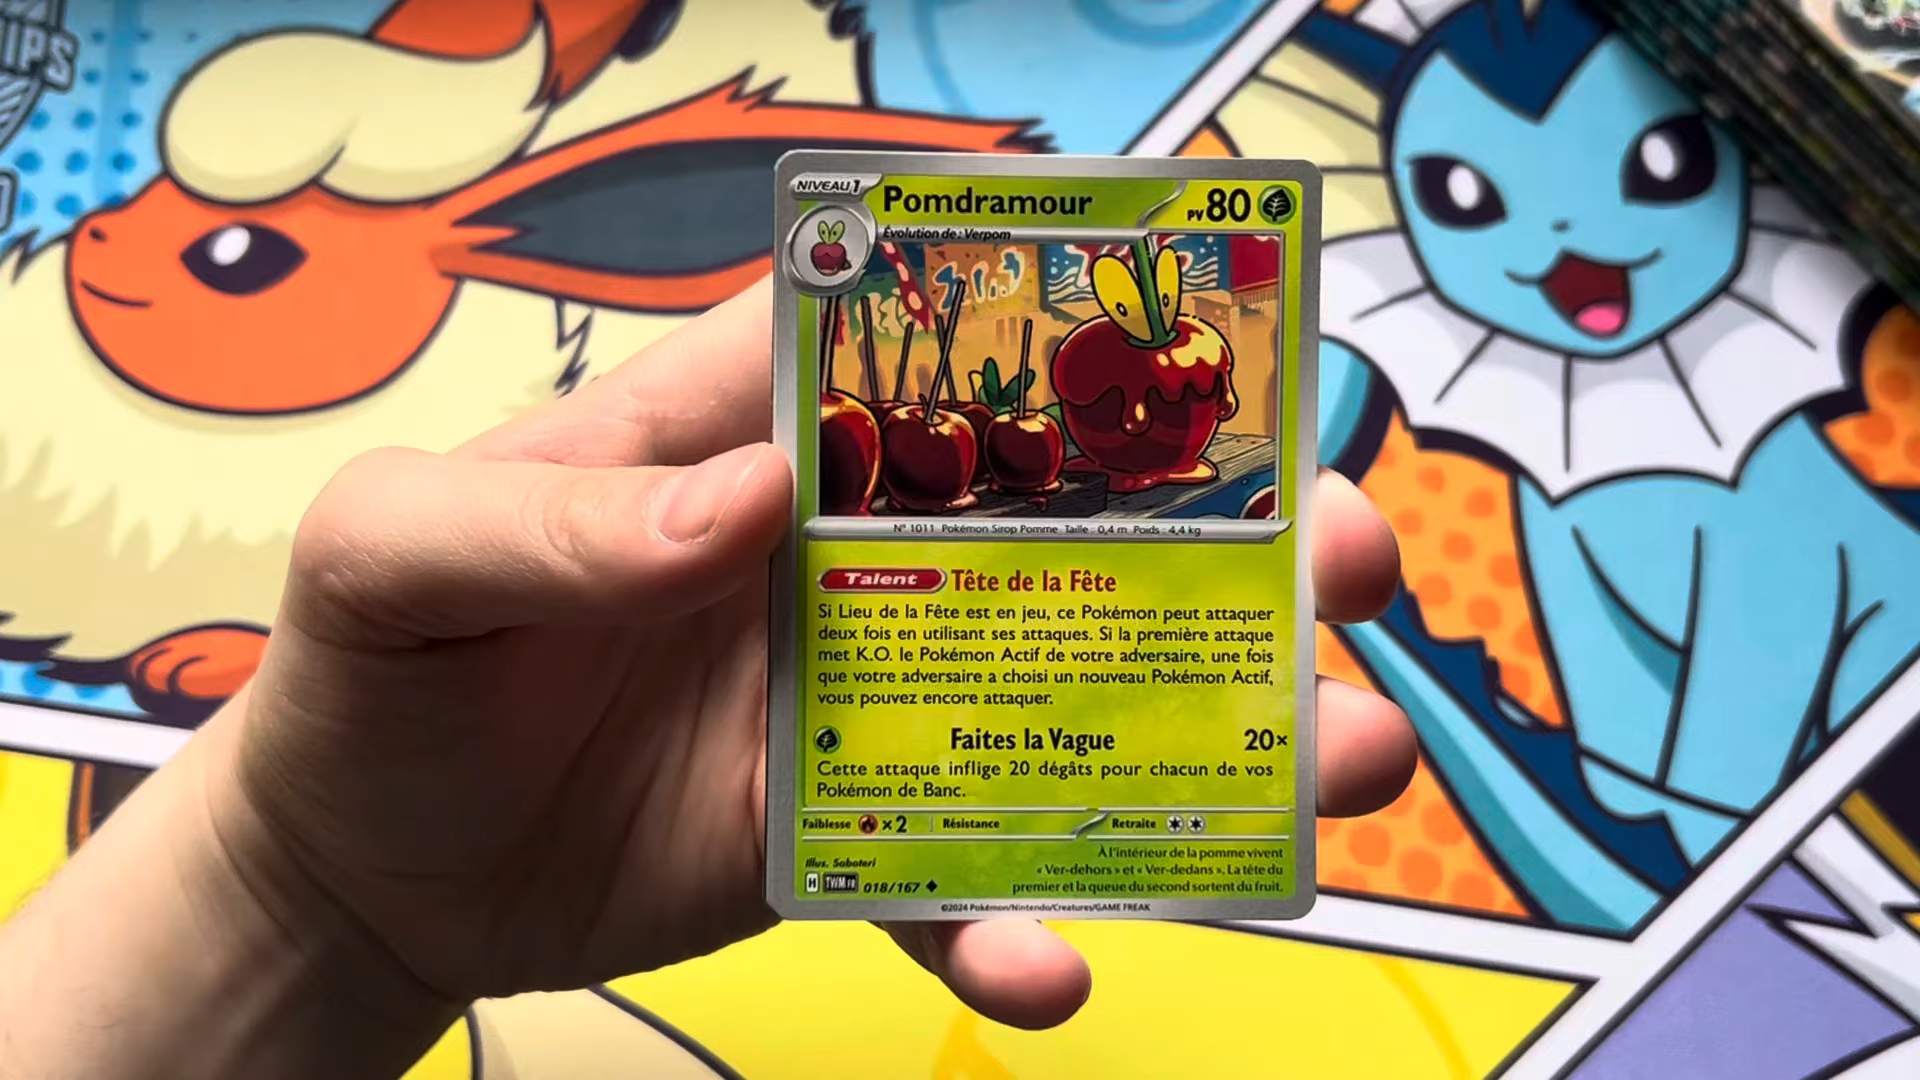 IPS
NIVEAU 1
Pomdramour
PV 80
Évolution de : Verpom
N° 1011 Pokémon Sirop Pomme Taille : 0,4 m Poids : 4,4 kg
Talent Tête de la Fête
Si Lieu de la Fête est en jeu, ce Pokémon peut attaquer
deux fois en utilisant ses attaques. Si la première attaque
met K.O. le Pokémon Actif de votre adversaire, une fois
que votre adversaire a choisi un nouveau Pokémon Actif,
vous pouvez encore attaquer.
Faites la Vague 20×
Cette attaque inflige 20 dégâts pour chacun de vos
Pokémon de Banc.
Faiblesse ×2 Résistance Retraite
Illus. Saboteri
À l'intérieur de la pomme vivent
« Ver-dehors » et « Ver-dedans ». La tête du
premier et la queue du second sortent du fruit.
H TWM FR 018/167
©2024 Pokémon/Nintendo/Creatures/GAME FREAK